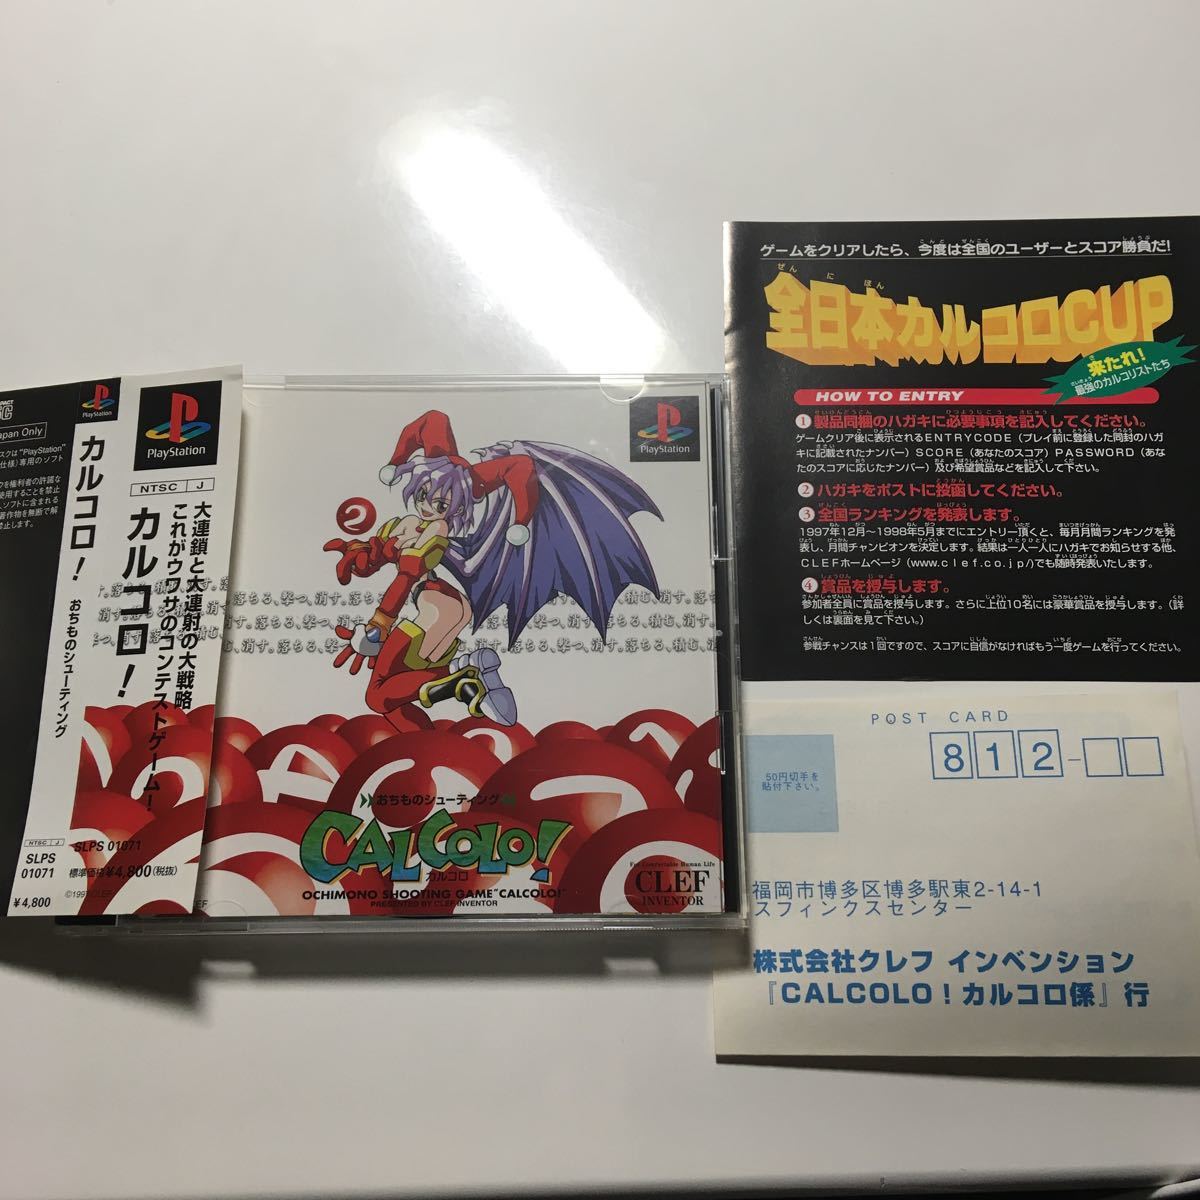 Japan Only
カルコロ!
おちものシューティング
NTSC J
SLPS
01071
¥4,800
PlayStation
PlayStation
NTSC J
大連鎖と大連射の大戦略
これがウワサのコンテストゲーム!
カルコロ!
SLPS 01071
標準価格¥4,800(税抜)
PlayStation
2
落ちる、撃つ、消す。落ちる、積む、消す。
おちものシューティング
CALCOLO!
カルコロ
OCHIMONO SHOOTING GAME"CALCOLO!"
PRESENTED BY CLEF INVENTOR
For Comfortable Human Life
CLEF
INVENTOR
ゲームをクリアしたら、今度は全国のユーザーとスコア勝負だ!
全日本カルコロCUP
来たれ!
最強のカルコリストたち
HOW TO ENTRY
①製品同梱のハガキに必要事項を記入してください。
ゲームクリア後に表示されるENTRYCODE(プレイ前に登録した同封のハガ
キに記載されたナンバー)SCORE(あなたのスコア)PASSWORD(あな
たのスコアに応じたナンバー)及び希望賞品などを記入して下さい。
②ハガキをポストに投函してください。
③全国ランキングを発表します。
1997年12月~1998年5月までにエントリー頂くと、毎月月間ランキングを発
表し、月間チャンピオンを決定します。結果は一人一人にハガキでお知らせする他、
CLEFホームページ(www.clef.co.jp/)でも随時発表いたします。
④賞品を授与します。
参加者全員に賞品を授与します。さらに上位10名には豪華賞品を授与します。(詳
しくは裏面を見て下さい。)
参戦チャンスは1回ですので、スコアに自信がなければもう一度ゲームを行ってください。
POST CARD
812-
50円切手を
貼付下さい。
福岡市博多区博多駅東2-14-1
スフィンクスセンター
株式会社クレフ インベンション
『CALCOLO!カルコロ係』行